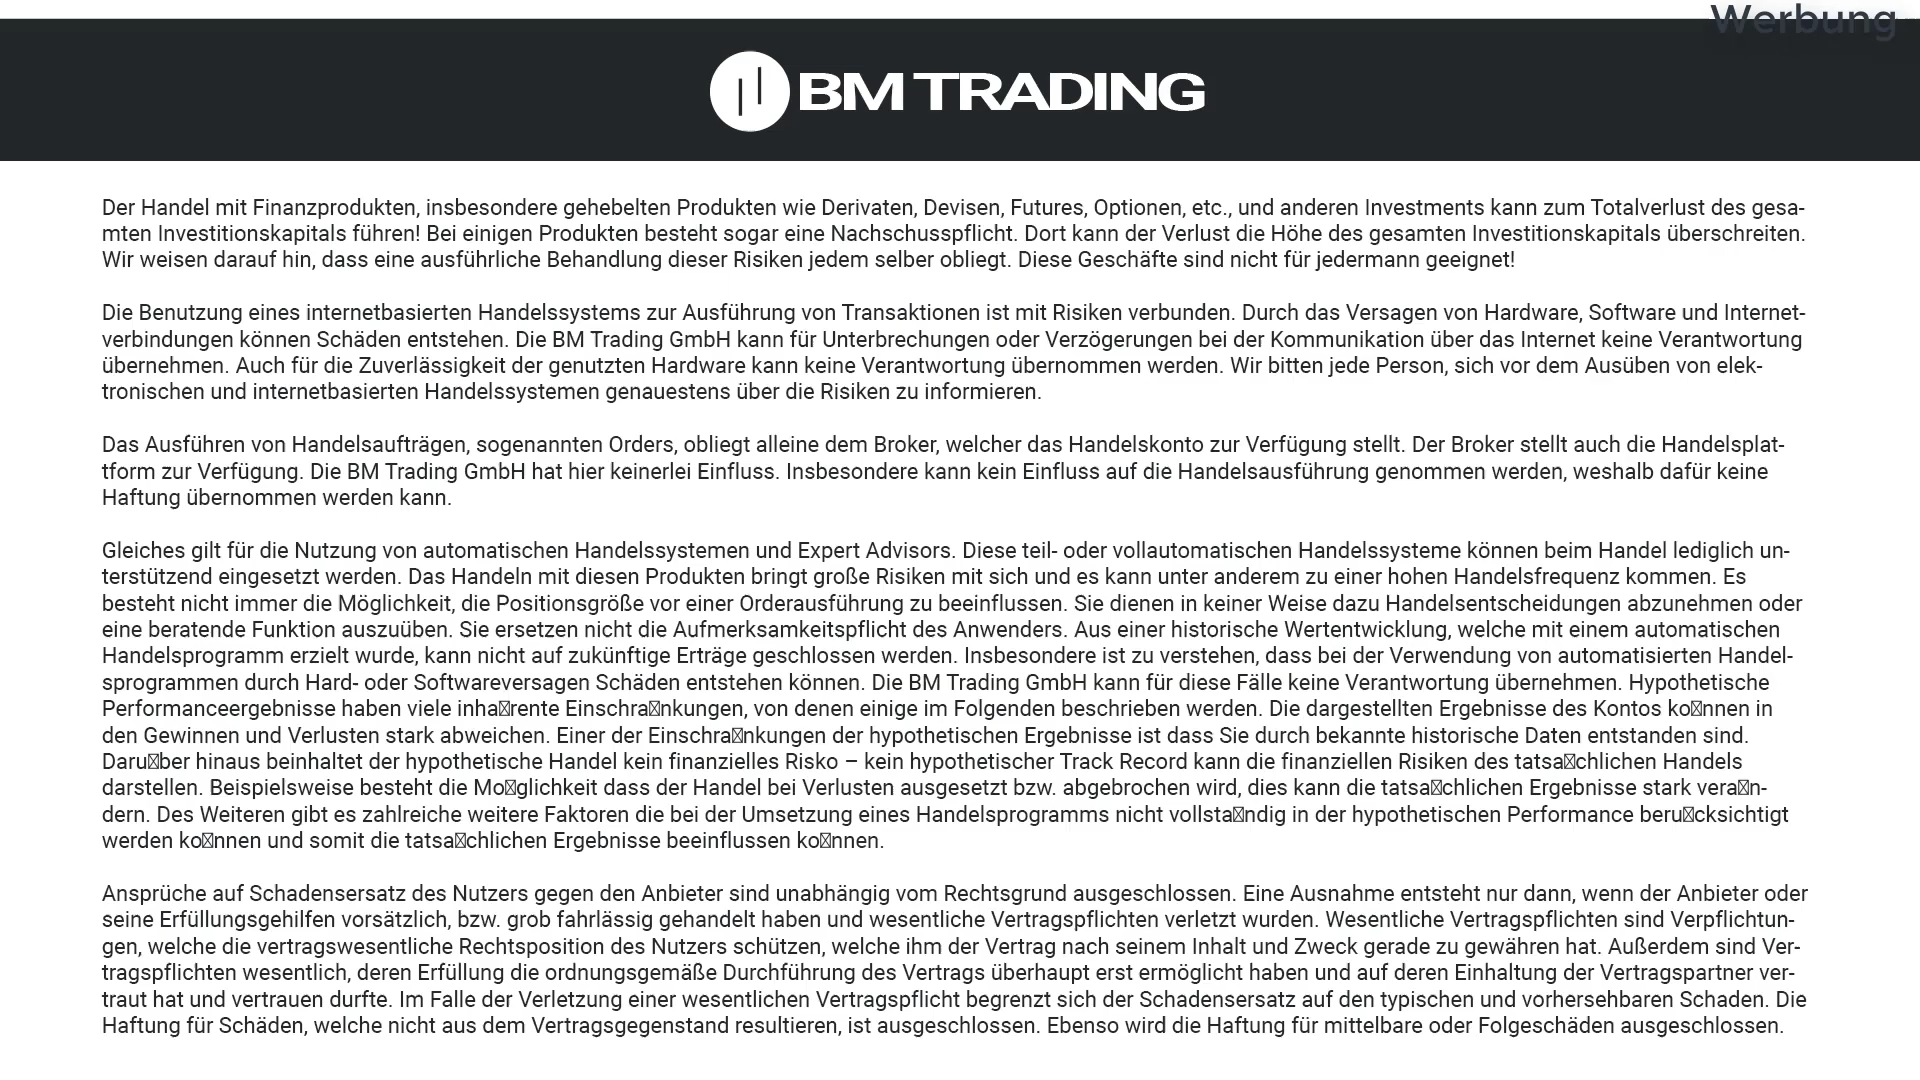 Werbung
BM TRADING
Der Handel mit Finanzprodukten, insbesondere gehebelten Produkten wie Derivaten, Devisen, Futures, Optionen, etc., und anderen Investments kann zum Totalverlust des gesa-
mten Investitionskapitals führen! Bei einigen Produkten besteht sogar eine Nachschusspflicht. Dort kann der Verlust die Höhe des gesamten Investitionskapitals überschreiten.
Wir weisen darauf hin, dass eine ausführliche Behandlung dieser Risiken jedem selber obliegt. Diese Geschäfte sind nicht für jedermann geeignet!
Die Benutzung eines internetbasierten Handelssystems zur Ausführung von Transaktionen ist mit Risiken verbunden. Durch das Versagen von Hardware, Software und Internet-
verbindungen können Schäden entstehen. Die BM Trading GmbH kann für Unterbrechungen oder Verzögerungen bei der Kommunikation über das Internet keine Verantwortung
übernehmen. Auch für die Zuverlässigkeit der genutzten Hardware kann keine Verantwortung übernommen werden. Wir bitten jede Person, sich vor dem Ausüben von elek-
tronischen und internetbasierten Handelssystemen genauestens über die Risiken zu informieren.
Das Ausführen von Handelsaufträgen, sogenannten Orders, obliegt alleine dem Broker, welcher das Handelskonto zur Verfügung stellt. Der Broker stellt auch die Handelsplat-
tform zur Verfügung. Die BM Trading GmbH hat hier keinerlei Einfluss. Insbesondere kann kein Einfluss auf die Handelsausführung genommen werden, weshalb dafür keine
Haftung übernommen werden kann.
Gleiches gilt für die Nutzung von automatischen Handelssystemen und Expert Advisors. Diese teil- oder vollautomatischen Handelssysteme können beim Handel lediglich un-
terstützend eingesetzt werden. Das Handeln mit diesen Produkten bringt große Risiken mit sich und es kann unter anderem zu einer hohen Handelsfrequenz kommen. Es
besteht nicht immer die Möglichkeit, die Positionsgröße vor einer Orderausführung zu beeinflussen. Sie dienen in keiner Weise dazu Handelsentscheidungen abzunehmen oder
eine beratende Funktion auszuüben. Sie ersetzen nicht die Aufmerksamkeitspflicht des Anwenders. Aus einer historische Wertentwicklung, welche mit einem automatischen
Handelsprogramm erzielt wurde, kann nicht auf zukünftige Erträge geschlossen werden. Insbesondere ist zu verstehen, dass bei der Verwendung von automatisierten Handel-
sprogrammen durch Hard- oder Softwareversagen Schäden entstehen können. Die BM Trading GmbH kann für diese Fälle keine Verantwortung übernehmen. Hypothetische
Performanceergebnisse haben viele inha☒rente Einschra☒nkungen, von denen einige im Folgenden beschrieben werden. Die dargestellten Ergebnisse des Kontos ko☒nnen in
den Gewinnen und Verlusten stark abweichen. Einer der Einschra☒nkungen der hypothetischen Ergebnisse ist dass Sie durch bekannte historische Daten entstanden sind.
Daru☒ber hinaus beinhaltet der hypothetische Handel kein finanzielles Risko – kein hypothetischer Track Record kann die finanziellen Risiken des tatsa☒chlichen Handels
darstellen. Beispielsweise besteht die Mo☒glichkeit dass der Handel bei Verlusten ausgesetzt bzw. abgebrochen wird, dies kann die tatsa☒chlichen Ergebnisse stark vera☒n-
dern. Des Weiteren gibt es zahlreiche weitere Faktoren die bei der Umsetzung eines Handelsprogramms nicht vollsta☒ndig in der hypothetischen Performance beru☒cksichtigt
werden ko☒nnen und somit die tatsa☒chlichen Ergebnisse beeinflussen ko☒nnen.
Ansprüche auf Schadensersatz des Nutzers gegen den Anbieter sind unabhängig vom Rechtsgrund ausgeschlossen. Eine Ausnahme entsteht nur dann, wenn der Anbieter oder
seine Erfüllungsgehilfen vorsätzlich, bzw. grob fahrlässig gehandelt haben und wesentliche Vertragspflichten verletzt wurden. Wesentliche Vertragspflichten sind Verpflichtun-
gen, welche die vertragswesentliche Rechtsposition des Nutzers schützen, welche ihm der Vertrag nach seinem Inhalt und Zweck gerade zu gewähren hat. Außerdem sind Ver-
tragspflichten wesentlich, deren Erfüllung die ordnungsgemäße Durchführung des Vertrags überhaupt erst ermöglicht haben und auf deren Einhaltung der Vertragspartner ver-
traut hat und vertrauen durfte. Im Falle der Verletzung einer wesentlichen Vertragspflicht begrenzt sich der Schadensersatz auf den typischen und vorhersehbaren Schaden. Die
Haftung für Schäden, welche nicht aus dem Vertragsgegenstand resultieren, ist ausgeschlossen. Ebenso wird die Haftung für mittelbare oder Folgeschäden ausgeschlossen.